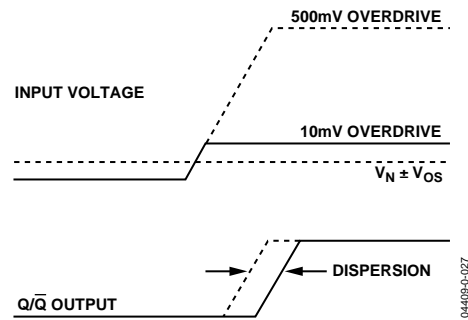 500mV OVERDRIVE
INPUT VOLTAGE
10mV OVERDRIVE
V_N ± V_OS
DISPERSION
Q/Q̅ OUTPUT
04409-0-027